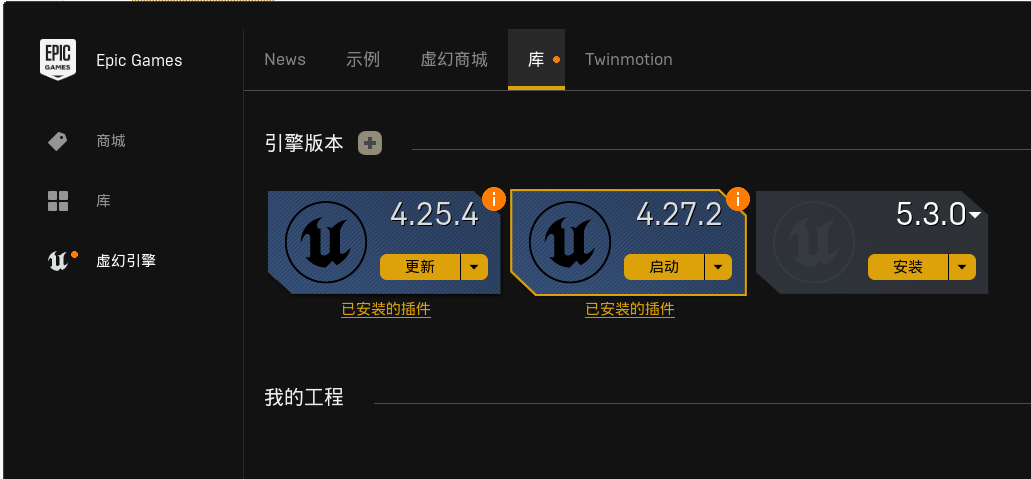 EPIC GAMES
Epic Games
News 示例 虚幻商城 库 Twinmotion
商城
库
虚幻引擎
引擎版本
4.25.4 4.27.2 5.3.0
更新 启动 安装
已安装的插件 已安装的插件
我的工程